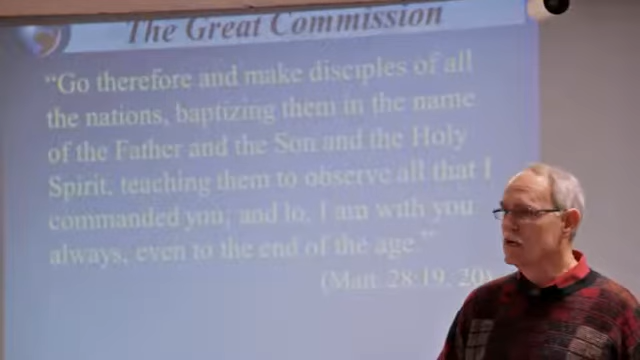 The Great Commission
“Go therefore and make disciples of all
the nations, baptizing them in the name
of the Father and the Son and the Holy
Spirit, teaching them to observe all that I
commanded you; and lo, I am with you
always, even to the end of the age.”
(Matt. 28:19, 20)